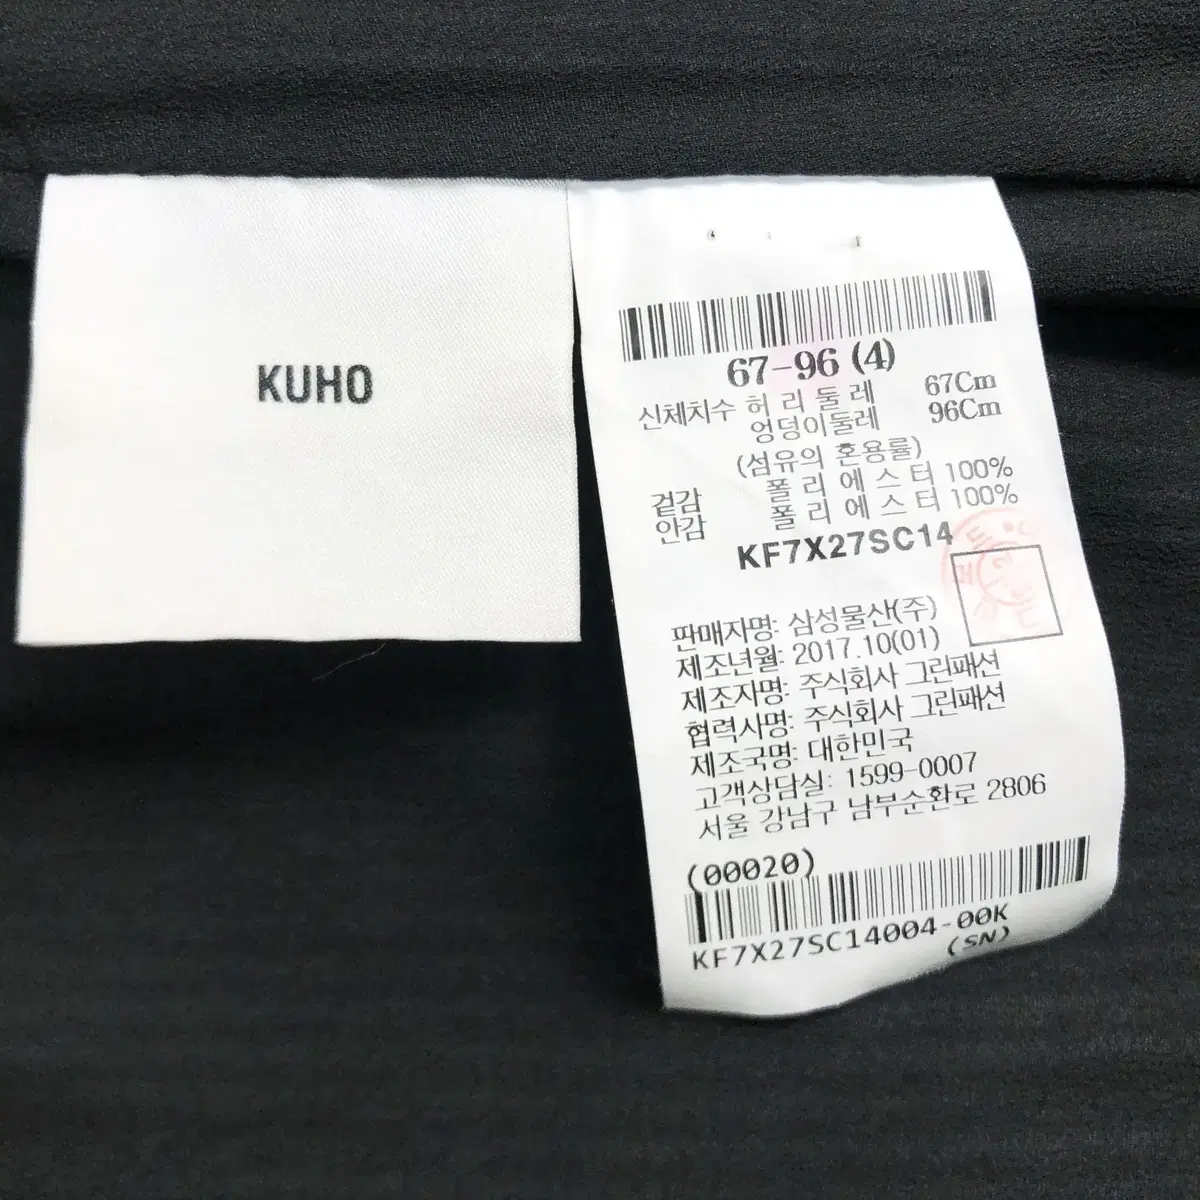 KUHO
67-96 (4)
신체치수 허 리 둘 레 67Cm
엉덩이둘레 96Cm
(섬유의 혼용률)
겉감 폴 리 에 스 터 100%
안감 폴 리 에 스 터 100%
KF7X27SC14
판매자명: 삼성물산(주)
제조년월: 2017.10(01)
제조자명: 주식회사 그린패션
협력사명: 주식회사 그린패션
제조국명: 대한민국
고객상담실: 1599-0007
서울 강남구 남부순환로 2806
(00020)
KF7X27SC14004-00K
(SN)